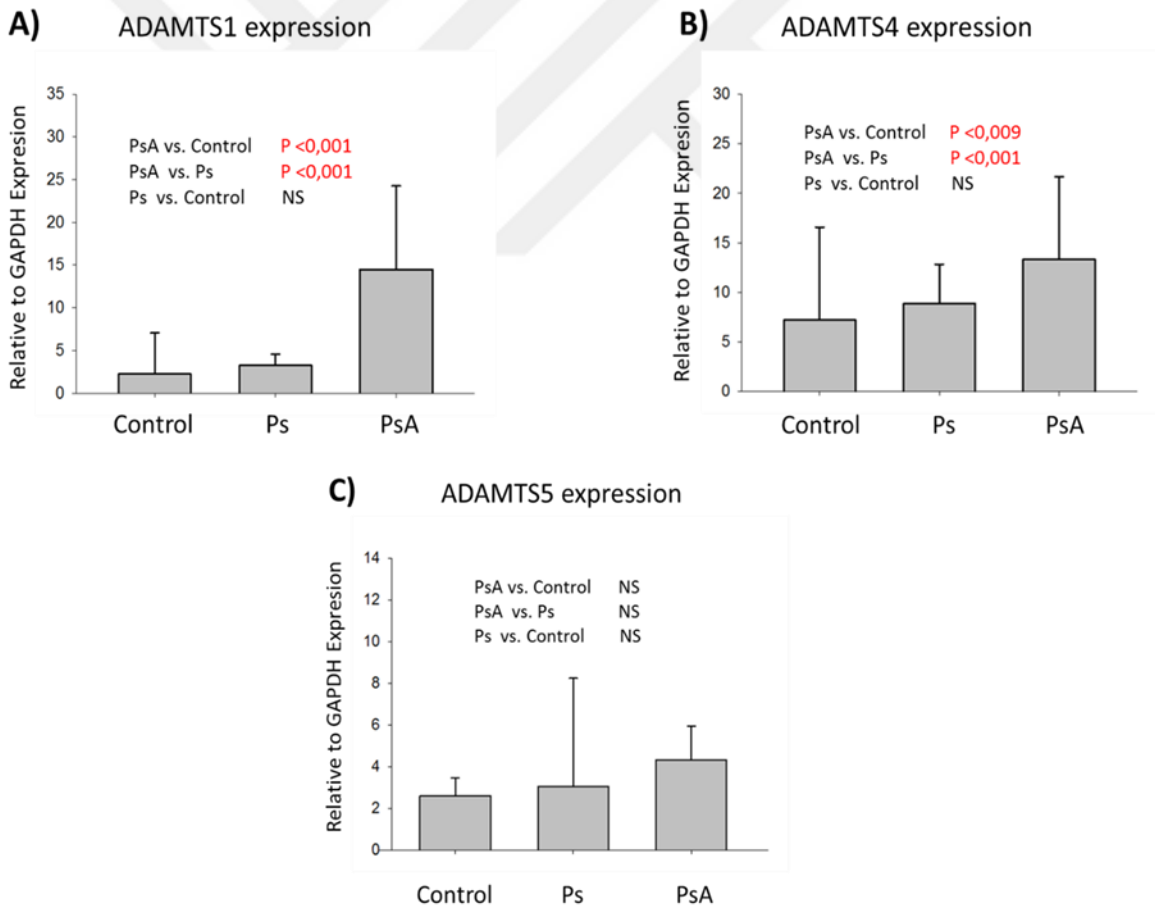 A) ADAMTS1 expression
Relative to GAPDH Expresion
35
30
25
20
15
10
5
0
PsA vs. Control P <0,001
PsA vs. Ps P <0,001
Ps vs. Control NS
Control Ps PsA
B) ADAMTS4 expression
Relative to GAPDH Expresion
30
25
20
15
10
5
0
PsA vs. Control P <0,009
PsA vs. Ps P <0,001
Ps vs. Control NS
Control Ps PsA
C) ADAMTS5 expression
Relative to GAPDH Expresion
14
12
10
8
6
4
2
0
PsA vs. Control NS
PsA vs. Ps NS
Ps vs. Control NS
Control Ps PsA